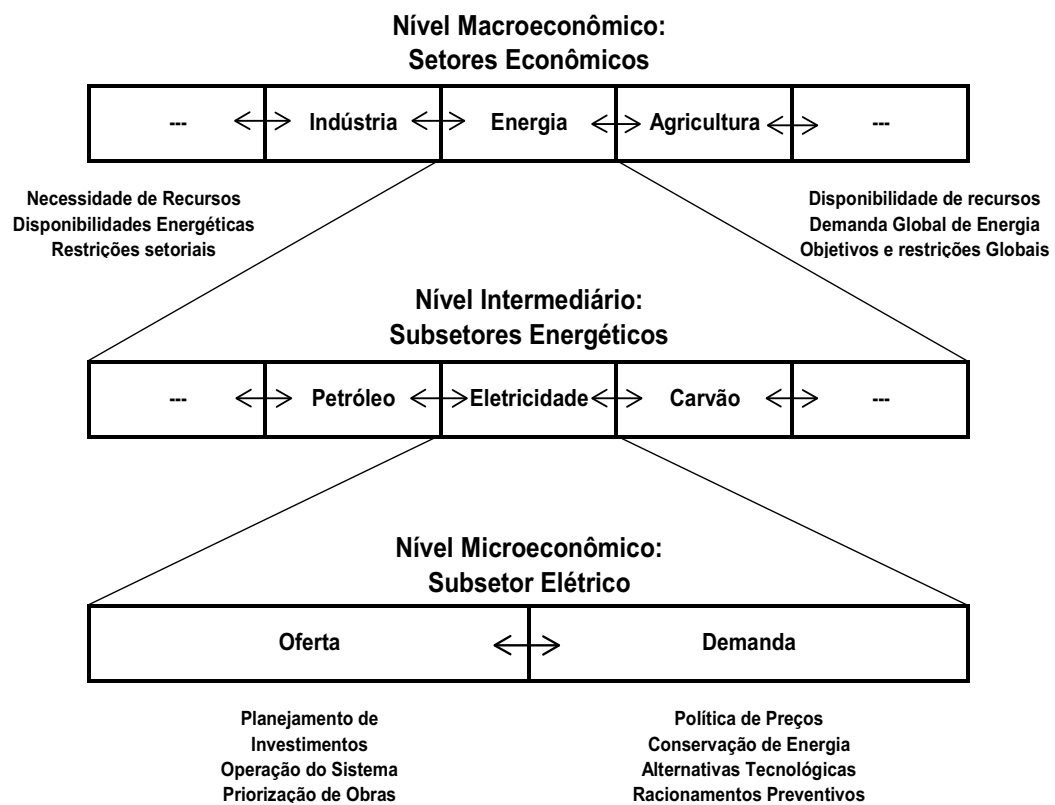 Nível Macroeconômico:
Setores Econômicos
--- Indústria Energia Agricultura ---
Necessidade de Recursos
Disponibilidades Energéticas
Restrições setoriais
Disponibilidade de recursos
Demanda Global de Energia
Objetivos e restrições Globais
Nível Intermediário:
Subsetores Energéticos
--- Petróleo Eletricidade Carvão ---
Nível Microeconômico:
Subsetor Elétrico
Oferta Demanda
Planejamento de
Investimentos
Operação do Sistema
Priorização de Obras
Política de Preços
Conservação de Energia
Alternativas Tecnológicas
Racionamentos Preventivos